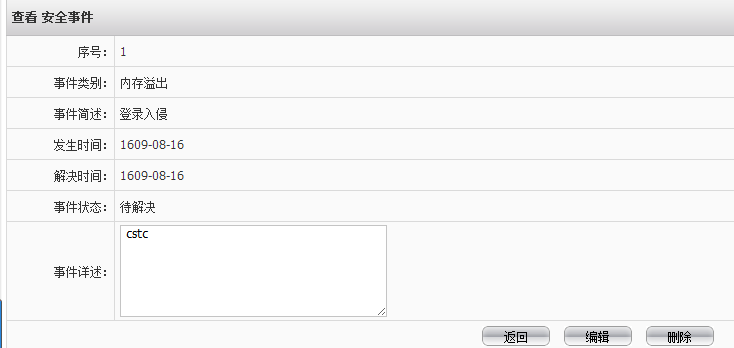 查看 安全事件
序号： 1
事件类别： 内存溢出
事件简述： 登录入侵
发生时间： 1609-08-16
解决时间： 1609-08-16
事件状态： 待解决
事件详述： cstc
返回 编辑 删除